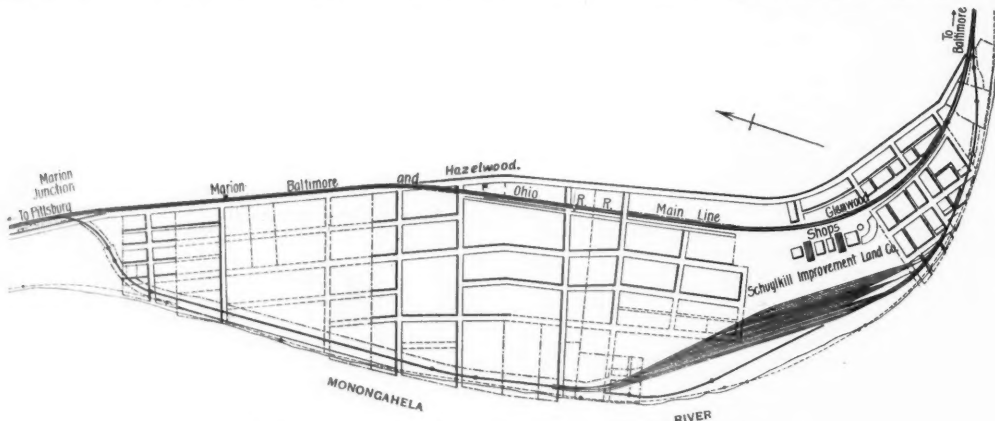 To
Baltimore
Hazelwood.
Marion
Junction
To Pittsburg
Marion Baltimore and Ohio R. R. Main Line
Glenwood
Shops
Schuylkill Improvement Land Co.
MONONGAHELA RIVER